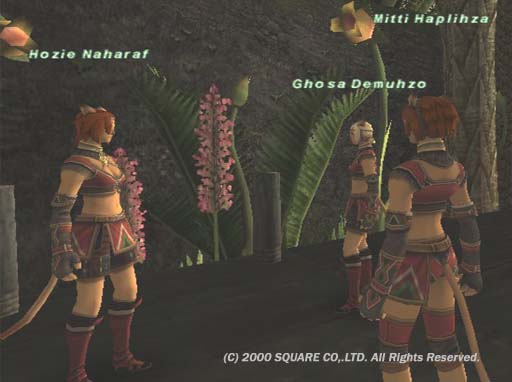 Mitti Haplihza
Hozie Naharaf
Ghosa Demuhzo
(C) 2000 SQUARE CO,.LTD. All Rights Reserved.